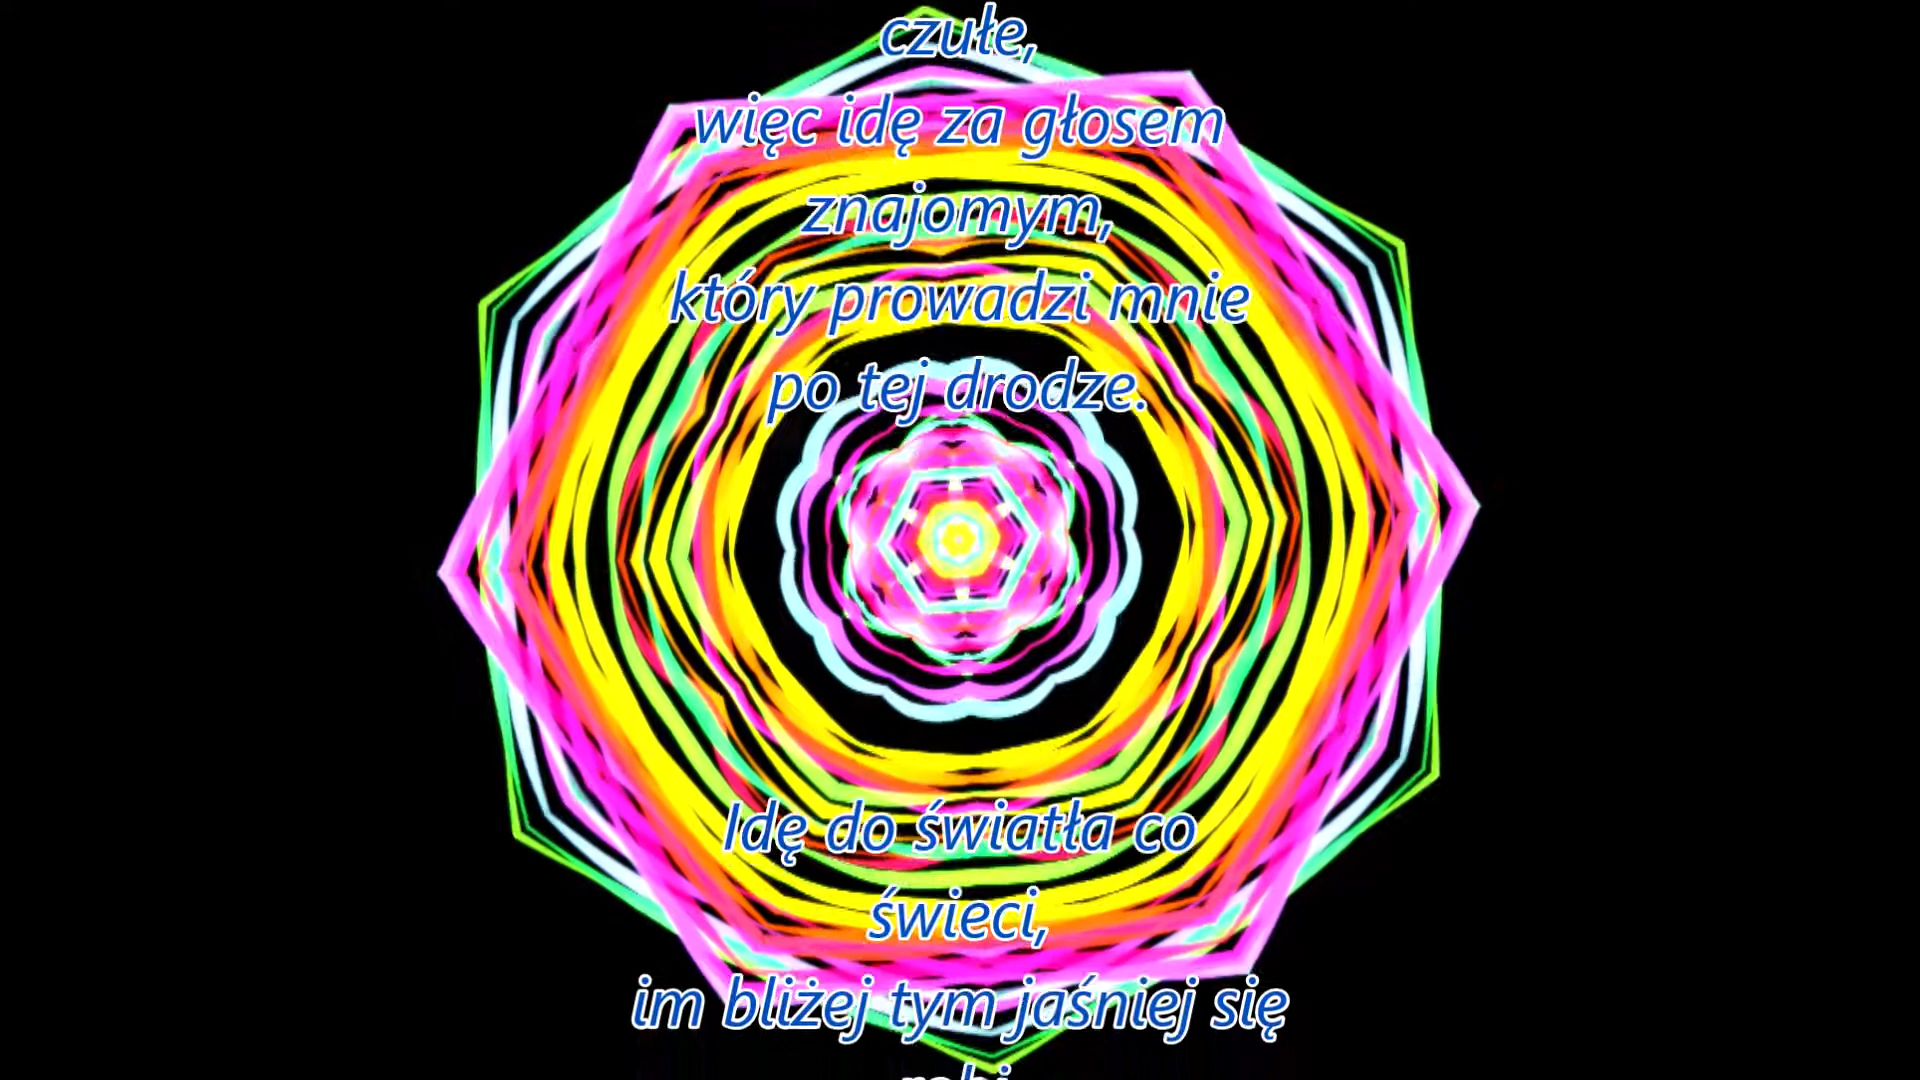 czułe,
więc idę za głosem
znajomym,
który prowadzi mnie
po tej drodze.
Idę do światła co
świeci,
im bliżej tym jaśniej się
robi